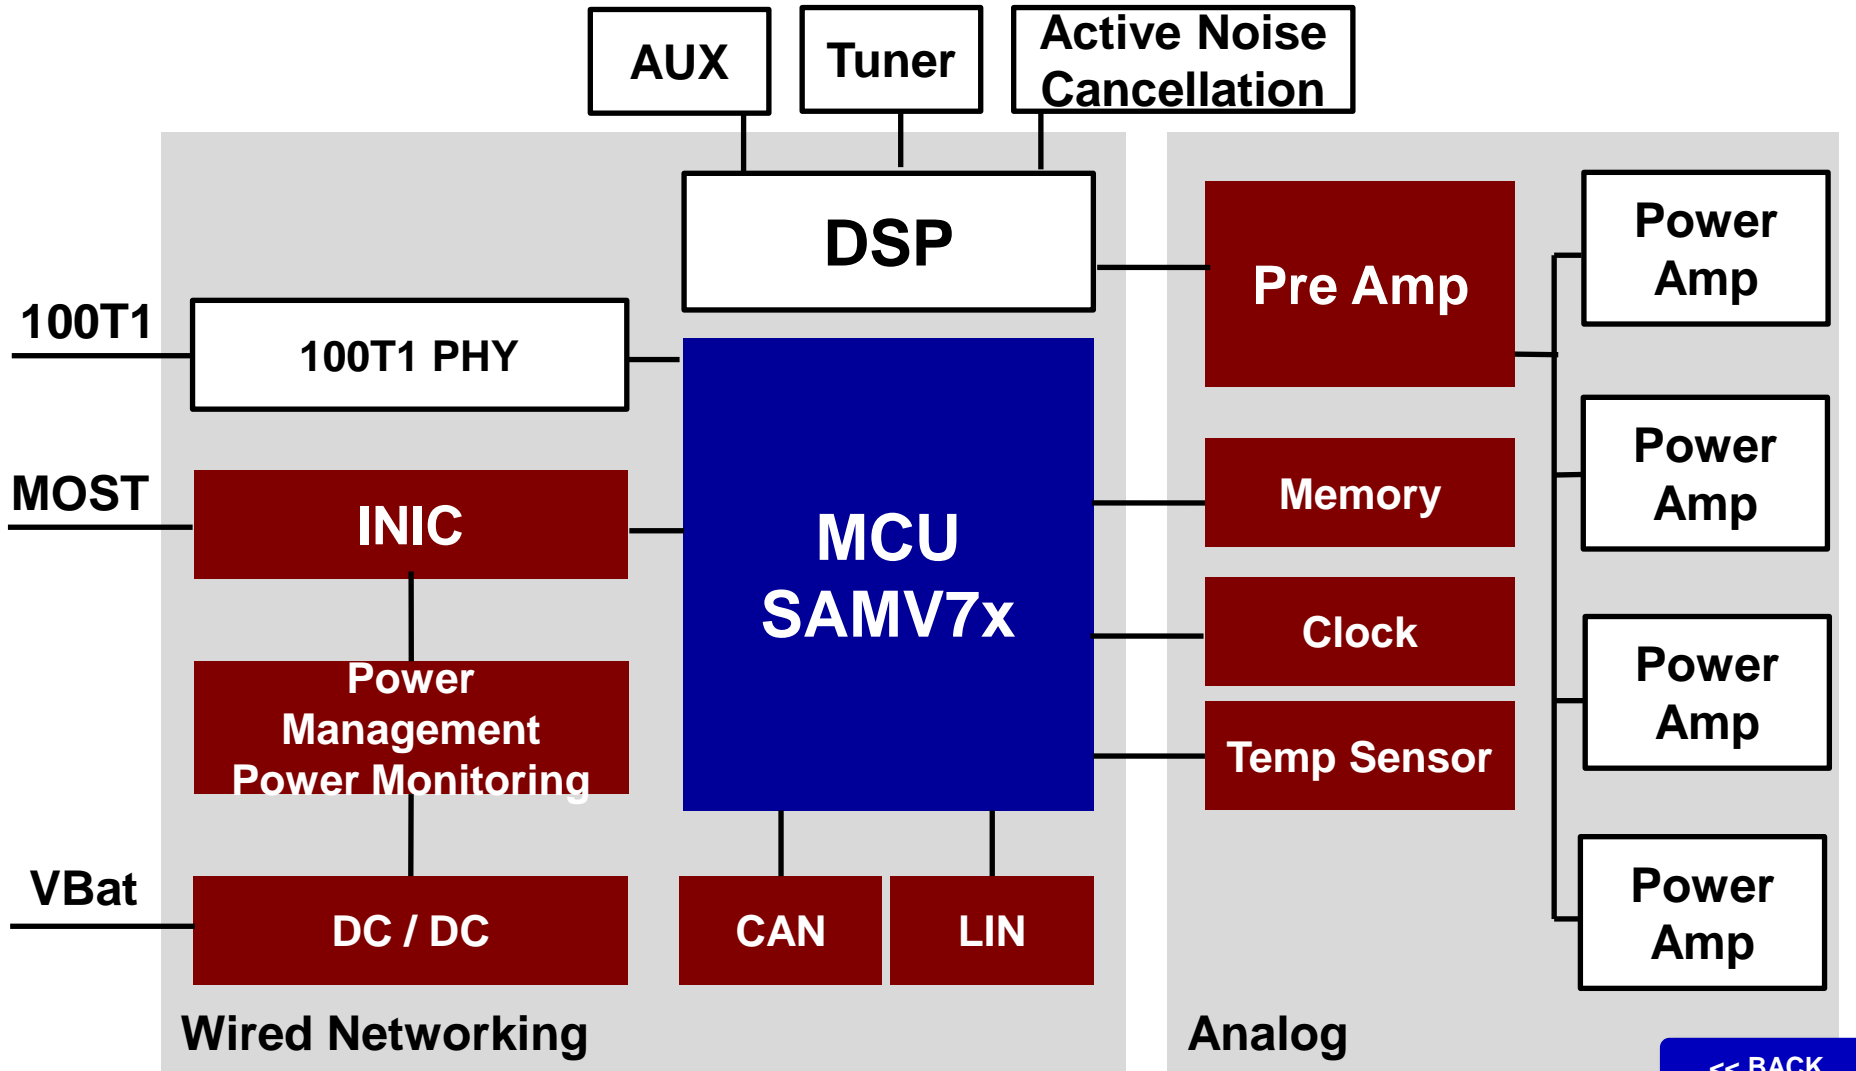 AUX
Tuner
Active Noise
Cancellation
DSP
Pre Amp
Power
Amp
100T1
100T1 PHY
MOST
INIC
MCU
SAMV7x
Memory
Power
Amp
Clock
Power
Management
Power Monitoring
Temp Sensor
Power
Amp
VBat
DC / DC
CAN
LIN
Power
Amp
Wired Networking
Analog
<< BACK